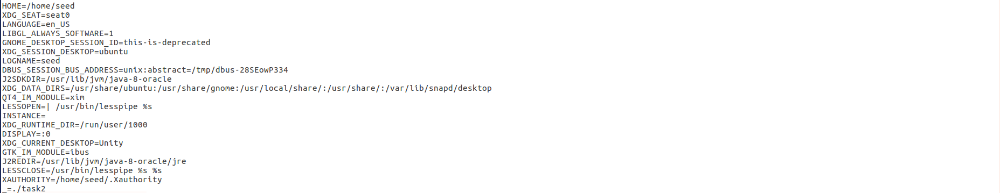 HOME=/home/seed
XDG_SEAT=seat0
LANGUAGE=en_US
LIBGL_ALWAYS_SOFTWARE=1
GNOME_DESKTOP_SESSION_ID=this-is-deprecated
XDG_SESSION_DESKTOP=ubuntu
LOGNAME=seed
DBUS_SESSION_BUS_ADDRESS=unix:abstract=/tmp/dbus-28SEowP334
J2SDKDIR=/usr/lib/jvm/java-8-oracle
XDG_DATA_DIRS=/usr/share/ubuntu:/usr/share/gnome:/usr/local/share/:/usr/share/:/var/lib/snapd/desktop
QT4_IM_MODULE=xim
LESSOPEN=| /usr/bin/lesspipe %s
INSTANCE=
XDG_RUNTIME_DIR=/run/user/1000
DISPLAY=:0
XDG_CURRENT_DESKTOP=Unity
GTK_IM_MODULE=ibus
J2REDIR=/usr/lib/jvm/java-8-oracle/jre
LESSCLOSE=/usr/bin/lesspipe %s %s
XAUTHORITY=/home/seed/.Xauthority
_=./task2